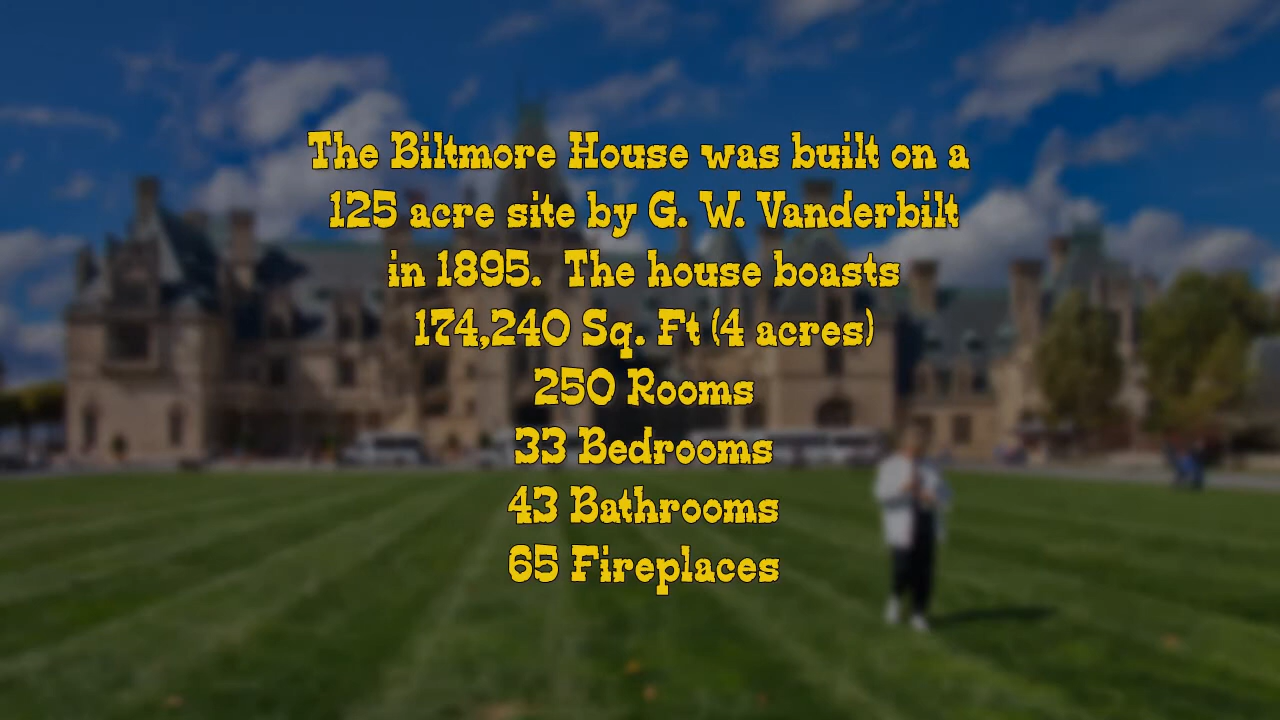 The Biltmore House was built on a
125 acre site by G. W. Vanderbilt
in 1895.  The house boasts
174,240 Sq. Ft (4 acres)
250 Rooms
33 Bedrooms
43 Bathrooms
65 Fireplaces